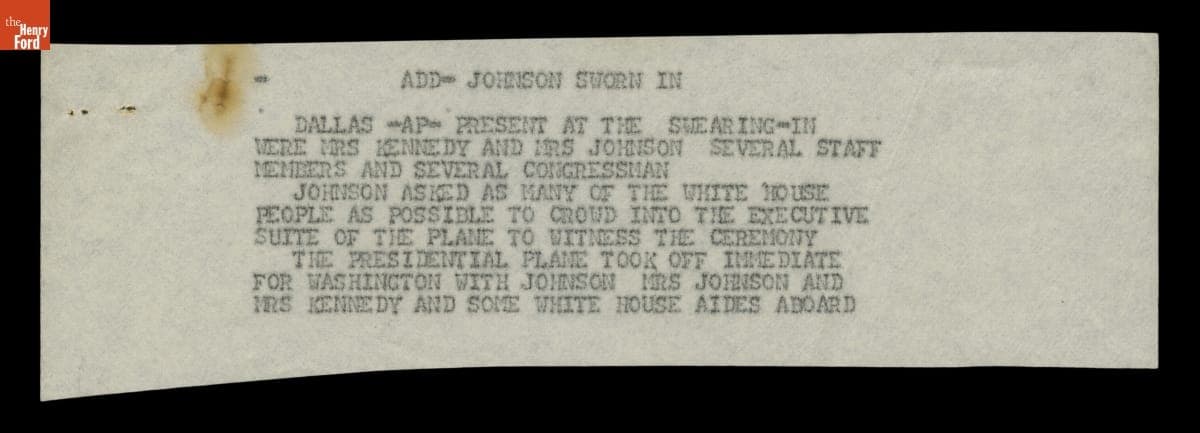 the
Henry
Ford
- ADD- JOHNSON SWORN IN
DALLAS -AP- PRESENT AT THE SWEARING-IN
WERE MRS KENNEDY AND MRS JOHNSON SEVERAL STAFF
MEMBERS AND SEVERAL CONGRESSMAN
JOHNSON ASKED AS MANY OF THE WHITE HOUSE
PEOPLE AS POSSIBLE TO CROWD INTO THE EXECUTIVE
SUITE OF THE PLANE TO WITNESS THE CEREMONY
THE PRESIDENTIAL PLANE TOOK OFF IMMEDIATE
FOR WASHINGTON WITH JOHNSON MRS JOHNSON AND
MRS KENNEDY AND SOME WHITE HOUSE AIDES ABOARD